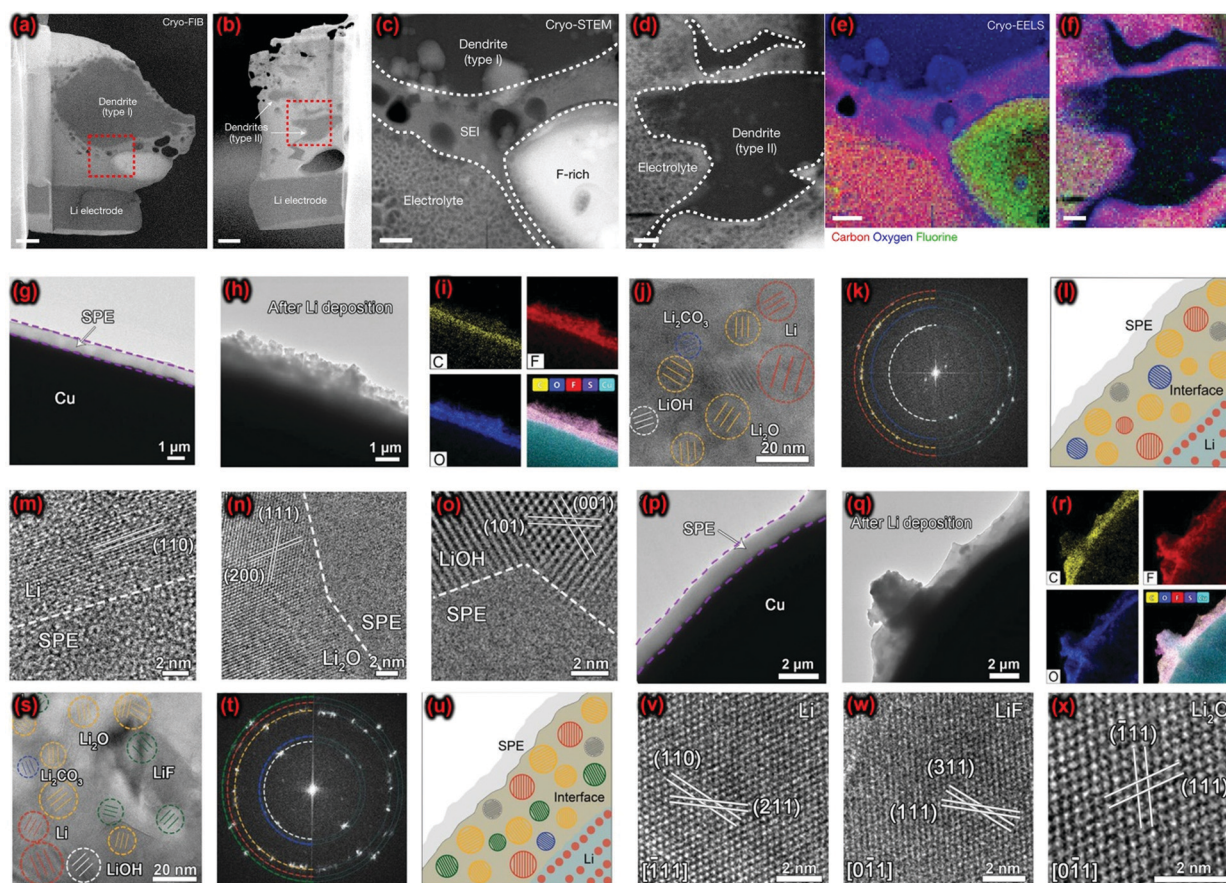 (a)
Cryo-FIB
Dendrite
(type I)
Li electrode
(b)
Dendrites
(type II)
Li electrode
(c)
Cryo-STEM
Dendrite
(type I)
SEI
F-rich
Electrolyte
(d)
Dendrite
(type II)
Electrolyte
(e)
Cryo-EELS
Carbon Oxygen Fluorine
(f)
(g)
SPE
Cu
1 μm
(h)
After Li deposition
1 μm
(i)
C
F
O
O F S Cu
(j)
Li₂CO₃
Li
LiOH
Li₂O
20 nm
(k)
(l)
SPE
Interface
Li
(m)
(110)
Li
SPE
2 nm
(n)
(111)
(200)
SPE
Li₂O
2 nm
(o)
(001)
(101)
LiOH
SPE
2 nm
(p)
SPE
Cu
2 μm
(q)
After Li deposition
2 μm
(r)
C
F
O
C O F S
(s)
Li₂O
Li₂CO₃
LiF
Li
LiOH
20 nm
(t)
(u)
SPE
Interface
Li
(v)
Li
(110)
(211)
[1̄11]
2 nm
(w)
LiF
(311)
(111)
[01̄1]
2 nm
(x)
Li₂O
(1̄11)
(111)
[01̄1]
2 nm